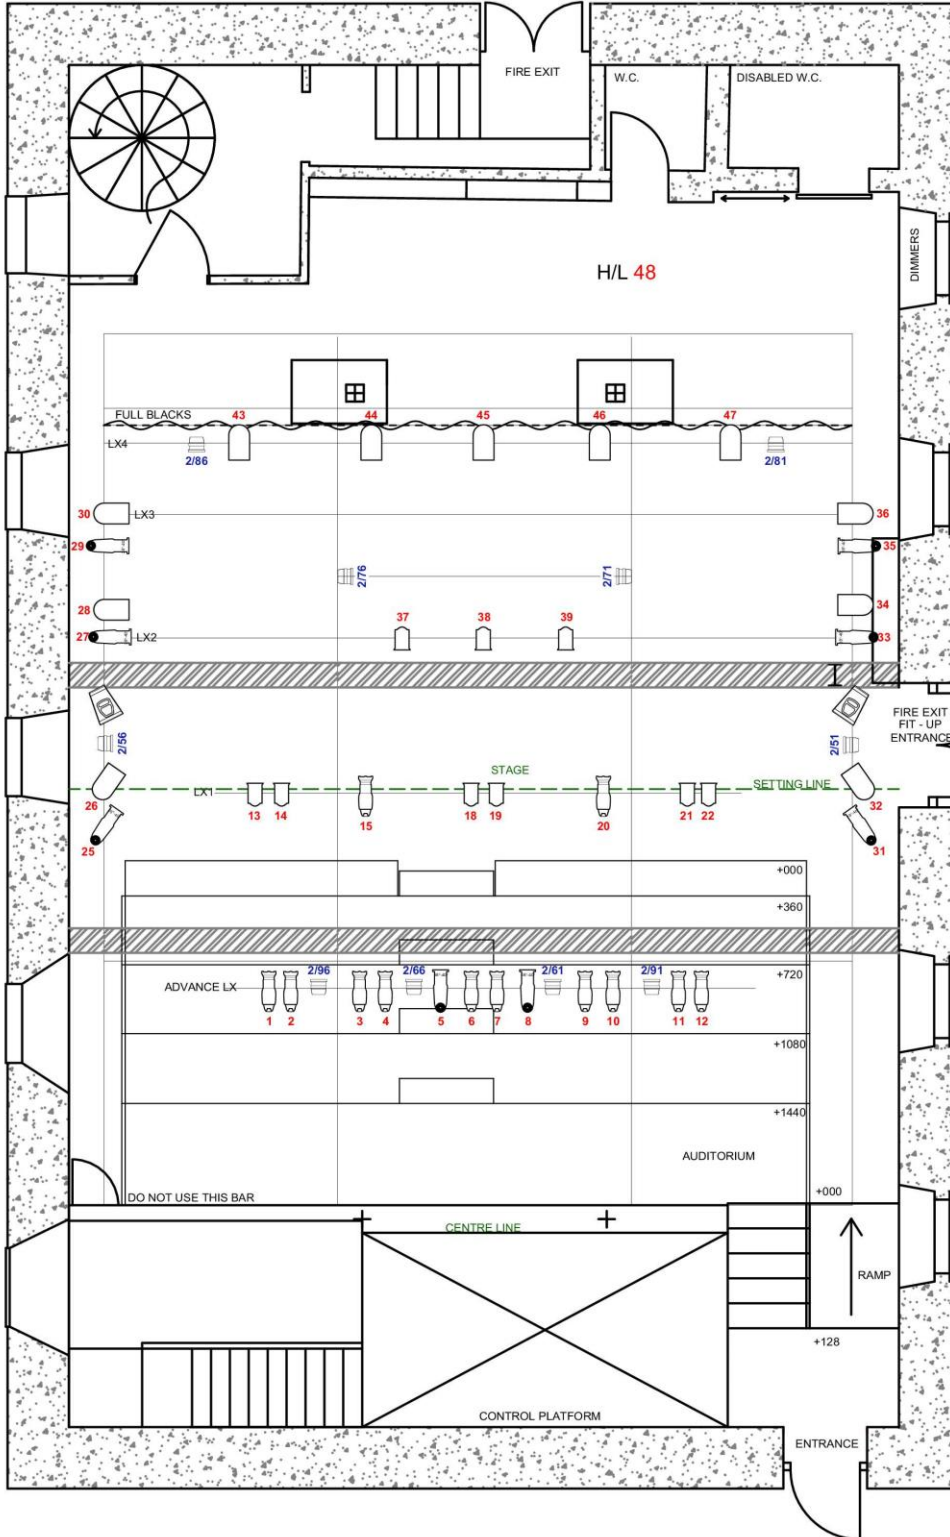 FIRE EXIT
W.C.
DISABLED W.C.
DIMMERS
H/L 48
FULL BLACKS
43
44
45
46
47
LX4
2/86
2/81
30
LX3
36
29
35
2/76
2/71
28
34
37
38
39
27
LX2
33
FIRE EXIT
FIT - UP
ENTRANCE
2/56
2/51
STAGE
SETTING LINE
LX1
26
13
14
15
18
19
20
21
22
32
25
31
+000
+360
2/96
2/66
2/61
2/91
+720
ADVANCE LX
1
2
3
4
5
6
7
8
9
10
11
12
+1080
+1440
AUDITORIUM
DO NOT USE THIS BAR
+000
CENTRE LINE
RAMP
+128
CONTROL PLATFORM
ENTRANCE